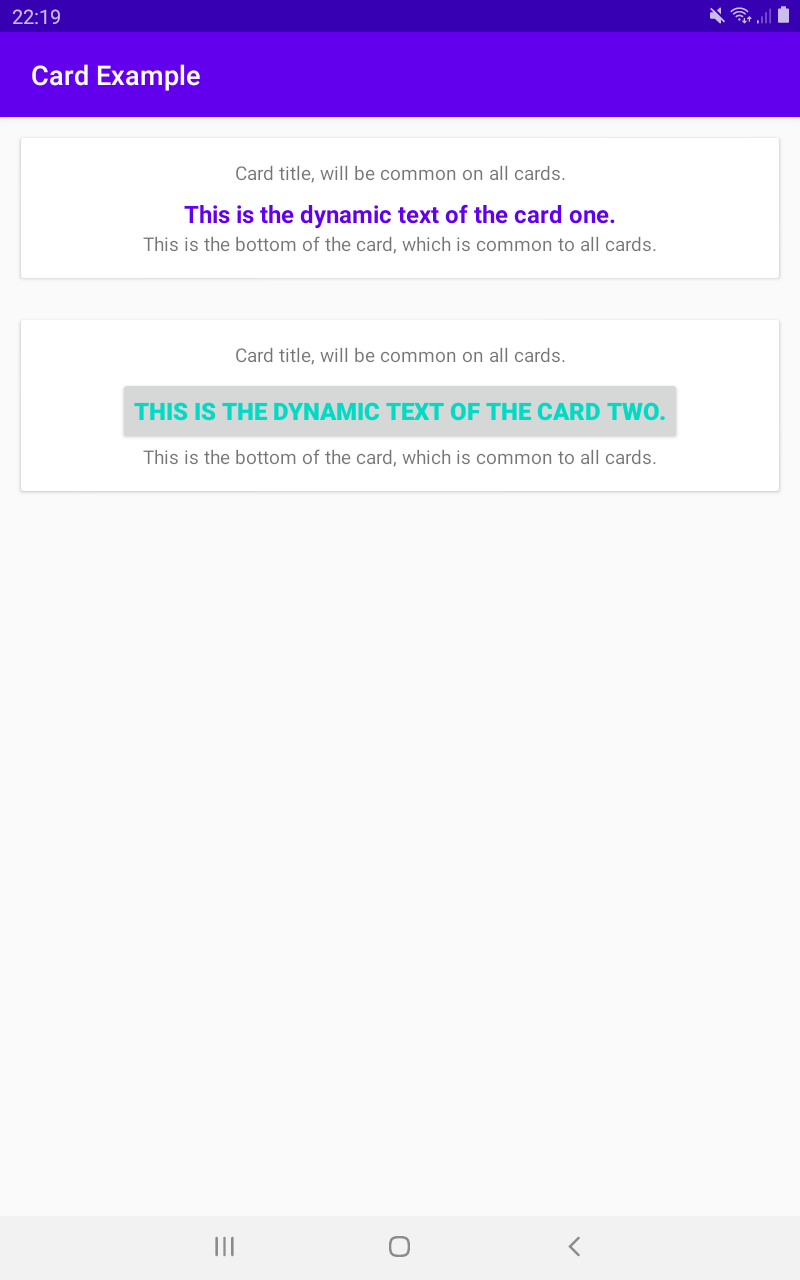 22:19
Card Example
Card title, will be common on all cards.
This is the dynamic text of the card one.
This is the bottom of the card, which is common to all cards.
Card title, will be common on all cards.
THIS IS THE DYNAMIC TEXT OF THE CARD TWO.
This is the bottom of the card, which is common to all cards.